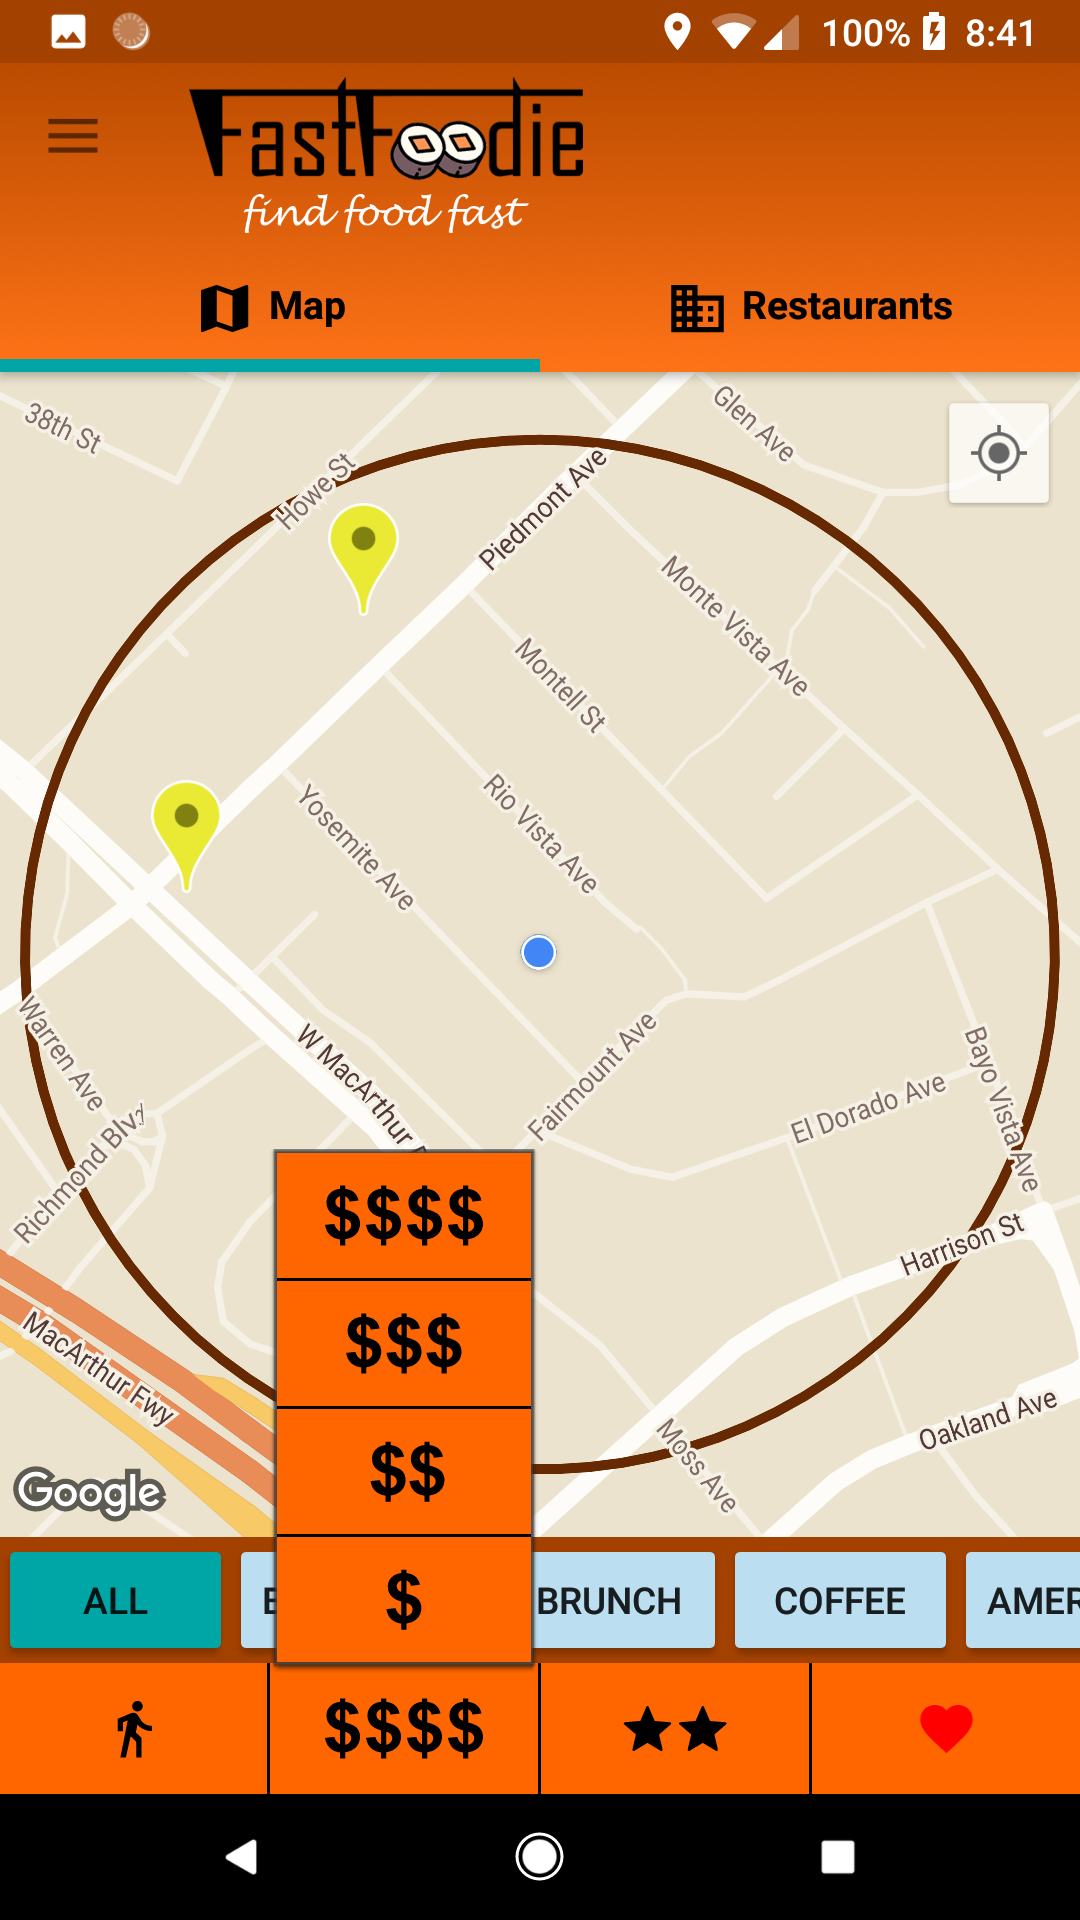 100% 8:41
FastFoodie
find food fast
Map
Restaurants
38th St
Glen Ave
Howe St
Piedmont Ave
Monte Vista Ave
Montell St
Rio Vista Ave
Yosemite Ave
Warren Ave
W MacArthur
Fairmount Ave
Bayo Vista Ave
El Dorado Ave
Richmond Blvd
Harrison St
MacArthur Fwy
Oakland Ave
Moss Ave
Google
$$$$
$$$
$$
$
ALL
BRUNCH
COFFEE
AMER
$$$$